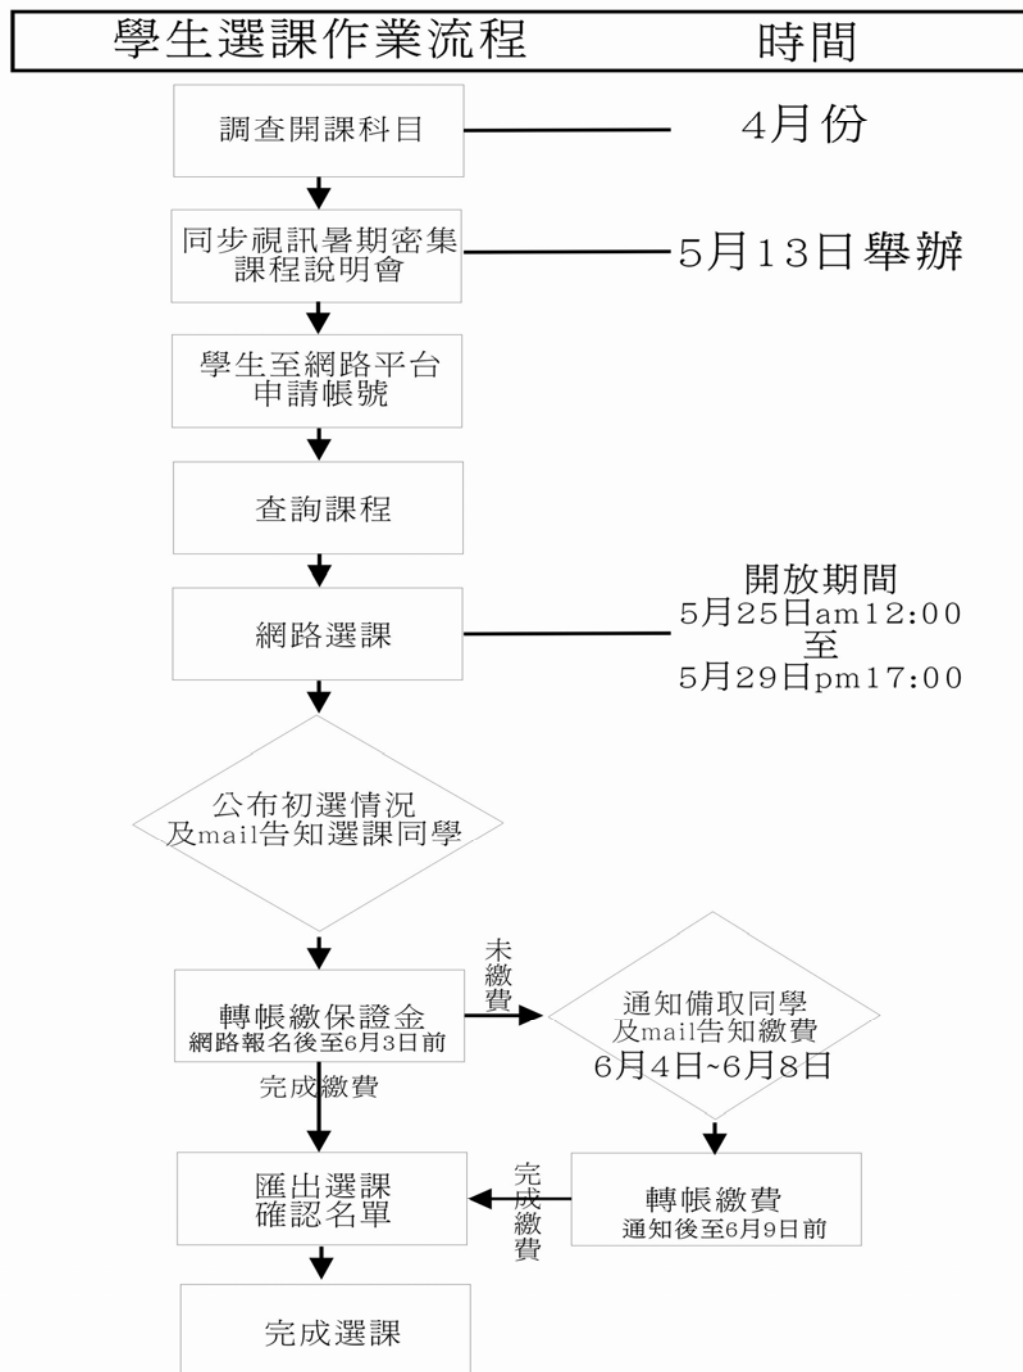 學生選課作業流程 時間
調查開課科目 4月份
同步視訊暑期密集
課程說明會
5月13日舉辦
學生至網路平台
申請帳號
查詢課程
網路選課
開放期間
5月25日am12:00
至
5月29日pm17:00
公布初選情況
及mail告知選課同學
轉帳繳保證金
網路報名後至6月3日前
未繳費
通知備取同學
及mail告知繳費
6月4日~6月8日
完成繳費
匯出選課
確認名單
完成繳費
轉帳繳費
通知後至6月9日前
完成選課